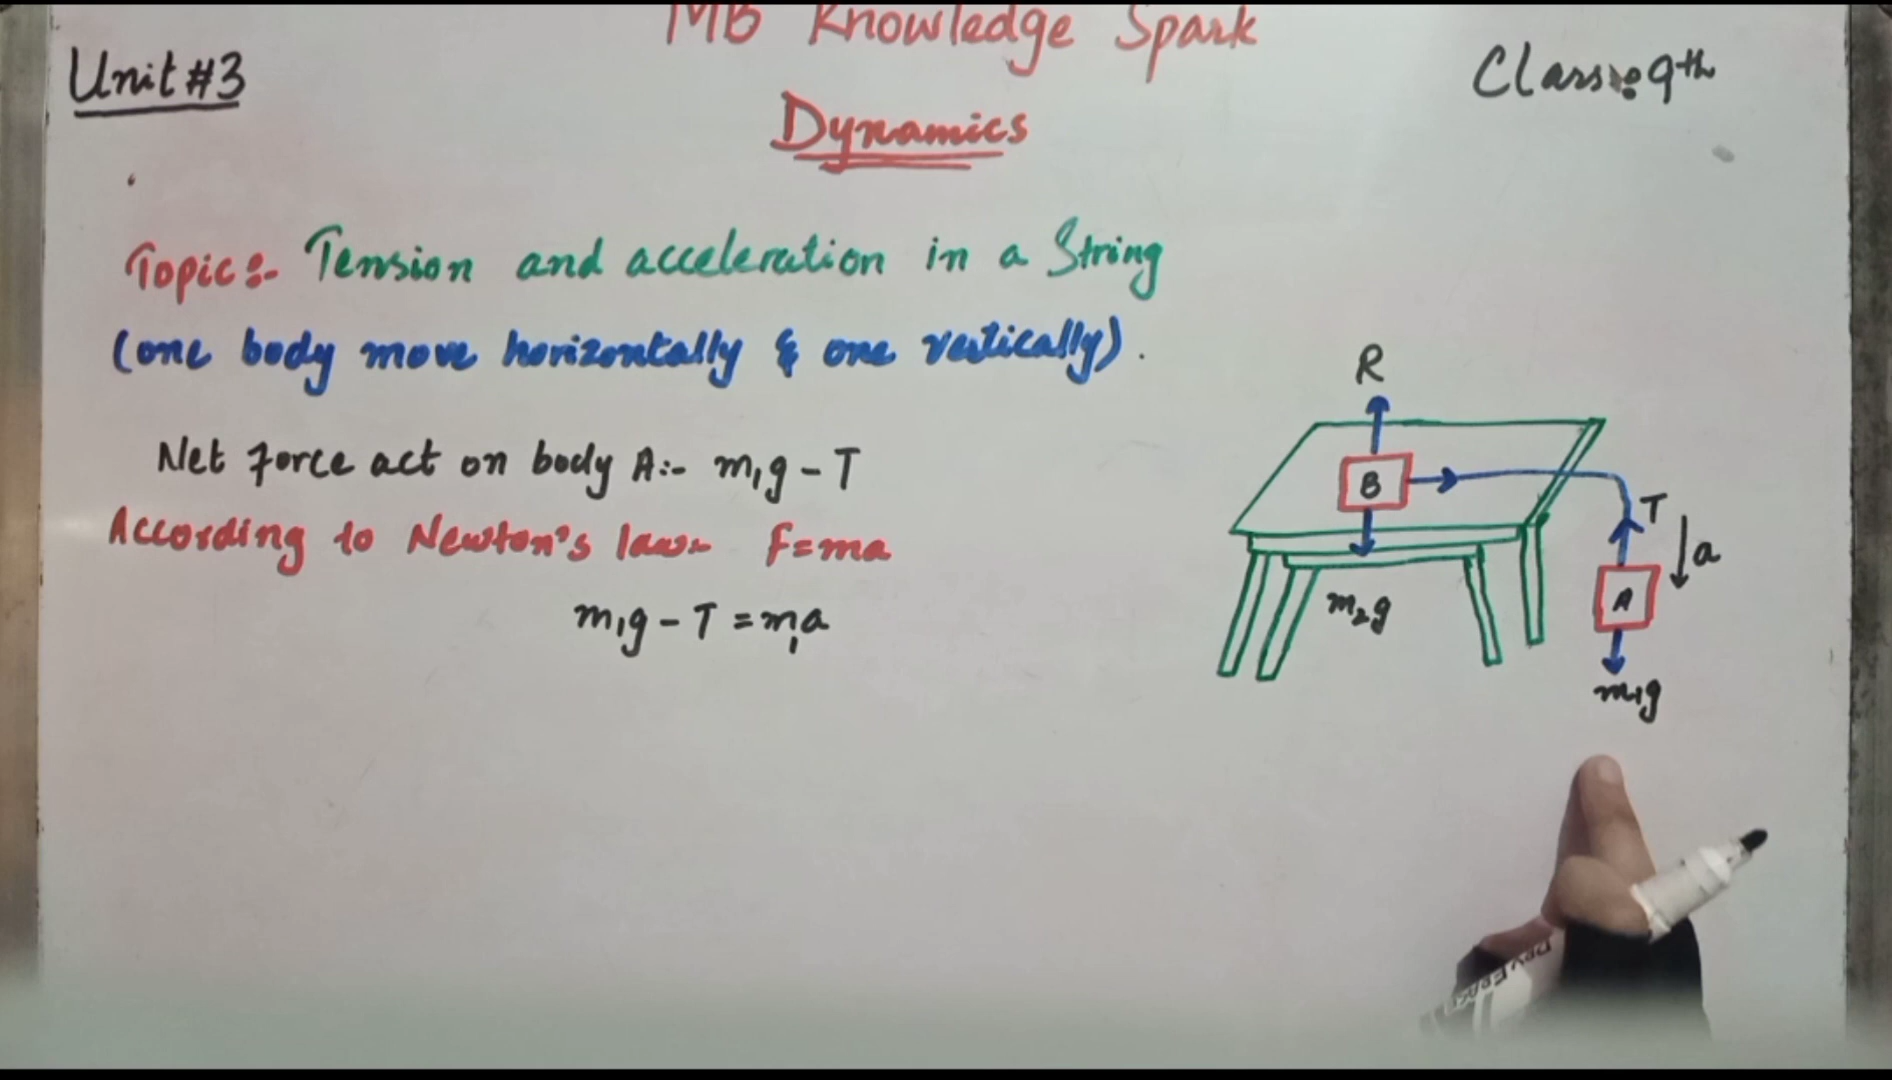 MB Knowledge Spark
Unit #3
Class: 9th
Dynamics
Topic:- Tension and acceleration in a String
(one body move horizontally & one vertically).
Net force act on body A:- m₁g - T
According to Newton's law:- F=ma
m₁g - T = m₁a
R
B
T
a
A
m₂g
m₁g